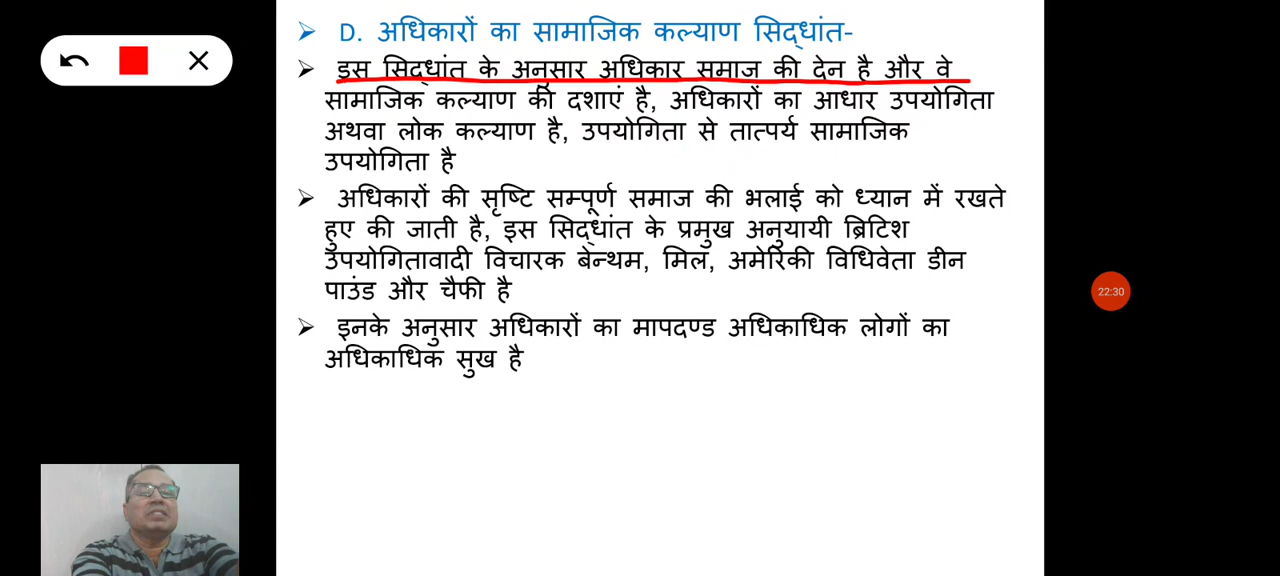 D. अधिकारों का सामाजिक कल्याण सिद्धांत-
इस सिद्धांत के अनुसार अधिकार समाज की देन है और वे
सामाजिक कल्याण की दशाएं है, अधिकारों का आधार उपयोगिता
अथवा लोक कल्याण है, उपयोगिता से तात्पर्य सामाजिक
उपयोगिता है
अधिकारों की सृष्टि सम्पूर्ण समाज की भलाई को ध्यान में रखते
हुए की जाती है, इस सिद्धांत के प्रमुख अनुयायी ब्रिटिश
उपयोगितावादी विचारक बेन्थम, मिल, अमेरिकी विधिवेता डीन
पाउंड और चैफी है
इनके अनुसार अधिकारों का मापदण्ड अधिकाधिक लोगों का
अधिकाधिक सुख है
22:30